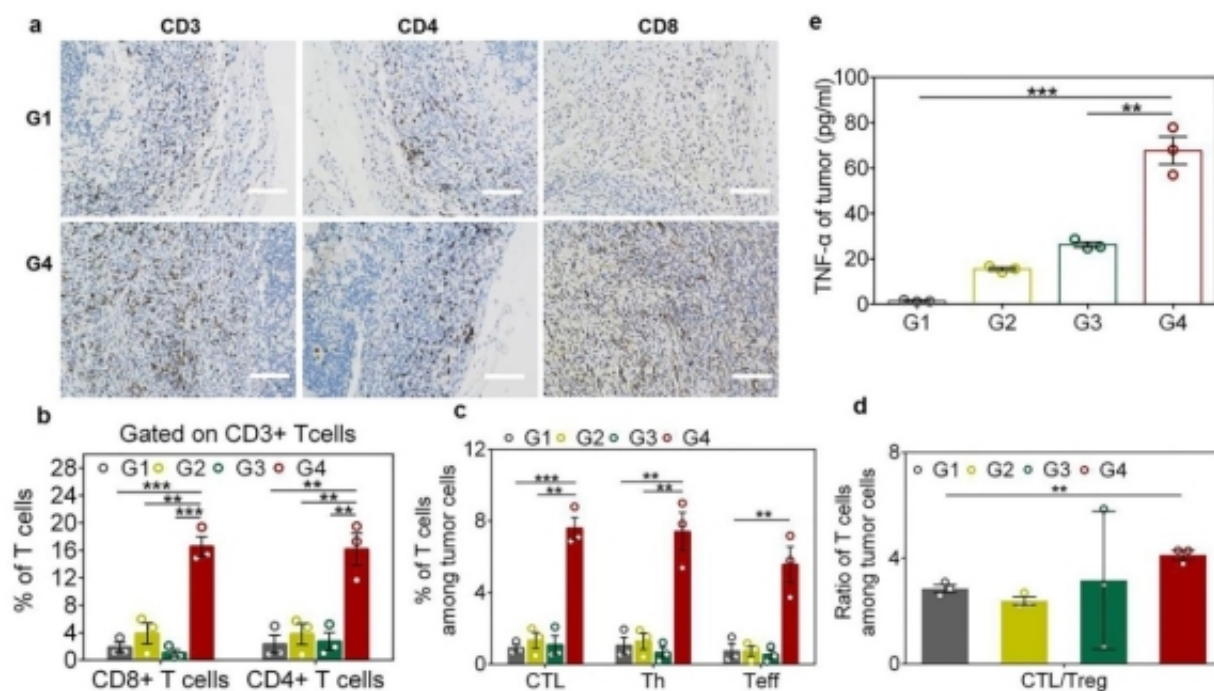 a
CD3
CD4
CD8
G1
G4
e
TNF-α of tumor (pg/ml)
100
80
60
40
20
0
***
**
G1
G2
G3
G4
b
Gated on CD3+ Tcells
G1
G2
G3
G4
% of T cells
28
24
20
16
12
8
4
0
***
**
***
**
**
**
CD8+ T cells
CD4+ T cells
c
G1
G2
G3
G4
% of T cells
among tumor cells
12
8
4
0
***
**
**
**
**
CTL
Th
Teff
d
G1
G2
G3
G4
Ratio of T cells
among tumor cells
8
4
0
**
CTL/Treg